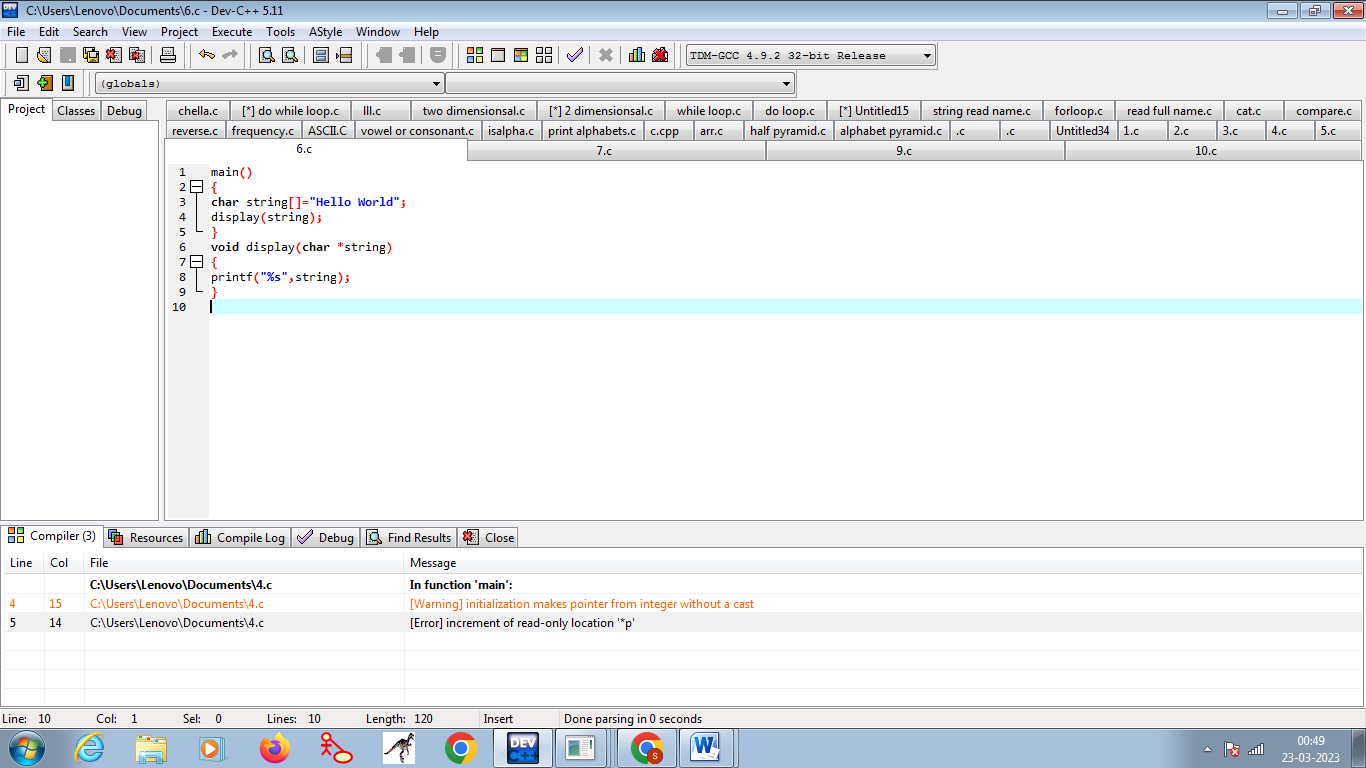 C:\Users\Lenovo\Documents\6.c - Dev-C++ 5.11
File Edit Search View Project Execute Tools AStyle Window Help
TDM-GCC 4.9.2 32-bit Release
(globals)
Project Classes Debug
chella.c [*] do while loop.c lll.c two dimensionsal.c [*] 2 dimensionsal.c while loop.c do loop.c [*] Untitled15 string read name.c forloop.c read full name.c cat.c compare.c
reverse.c frequency.c ASCII.C vowel or consonant.c isalpha.c print alphabets.c c.cpp arr.c half pyramid.c alphabet pyramid.c .c .c Untitled34 1.c 2.c 3.c 4.c 5.c
6.c 7.c 9.c 10.c
1 main()
2 {
3 char string[]="Hello World";
4 display(string);
5 }
6 void display(char *string)
7 {
8 printf("%s",string);
9 }
10
Compiler (3) Resources Compile Log Debug Find Results Close
Line Col File Message
C:\Users\Lenovo\Documents\4.c In function 'main':
4 15 C:\Users\Lenovo\Documents\4.c [Warning] initialization makes pointer from integer without a cast
5 14 C:\Users\Lenovo\Documents\4.c [Error] increment of read-only location '*p'
Line: 10 Col: 1 Sel: 0 Lines: 10 Length: 120 Insert Done parsing in 0 seconds
DEV C++ S W 00:49
23-03-2023